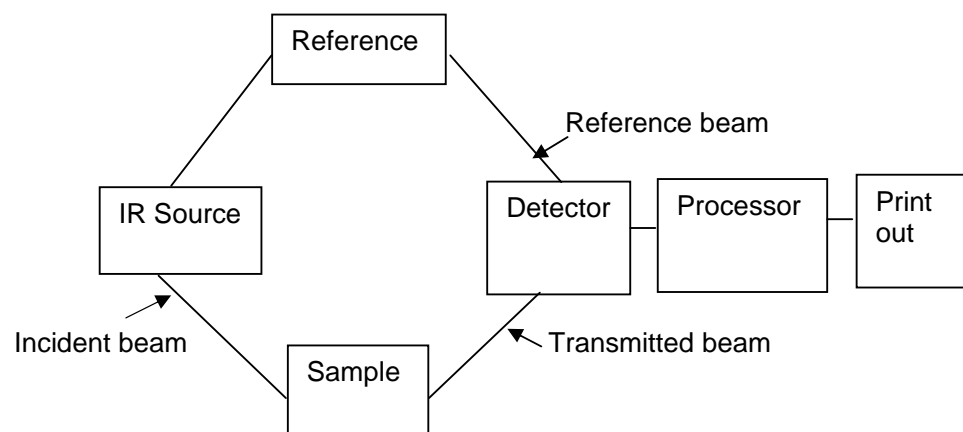 Reference
Reference beam
IR Source
Detector
Processor
Print
out
Incident beam
Transmitted beam
Sample